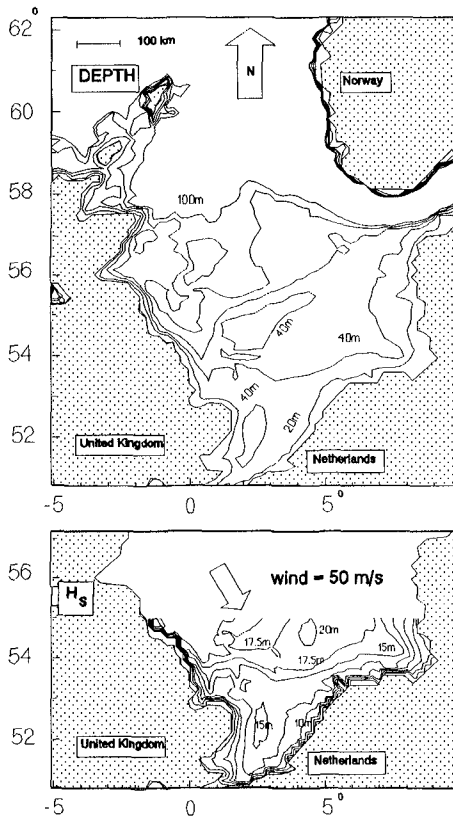 o
62
100 km
N
DEPTH
Norway
60
58
100m
56
40m
40m
54
40m
20m
52
United Kingdom
Netherlands
-5
0
5°
56
H_S
wind = 50 m/s
20m
17.5m
15m
17.5m
54
15m
10m
52
United Kingdom
Netherlands
-5
0
5°